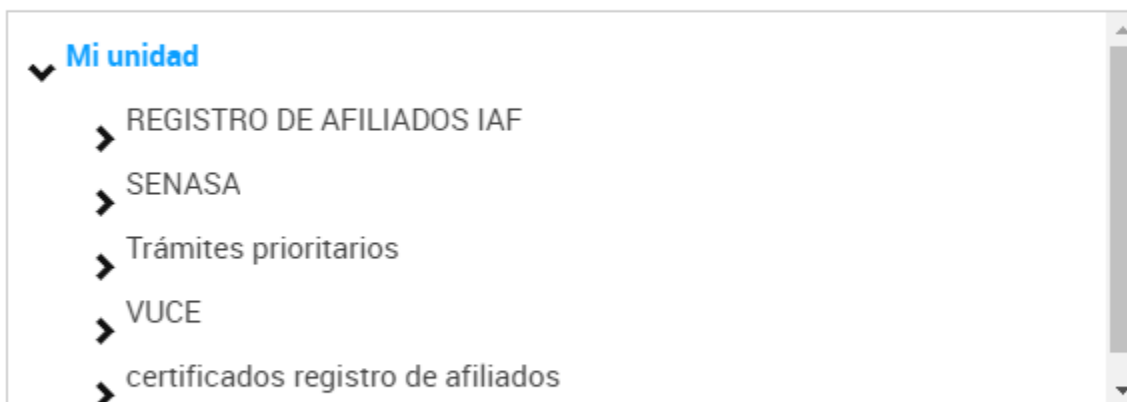 Mi unidad
REGISTRO DE AFILIADOS IAF
SENASA
Trámites prioritarios
VUCE
certificados registro de afiliados